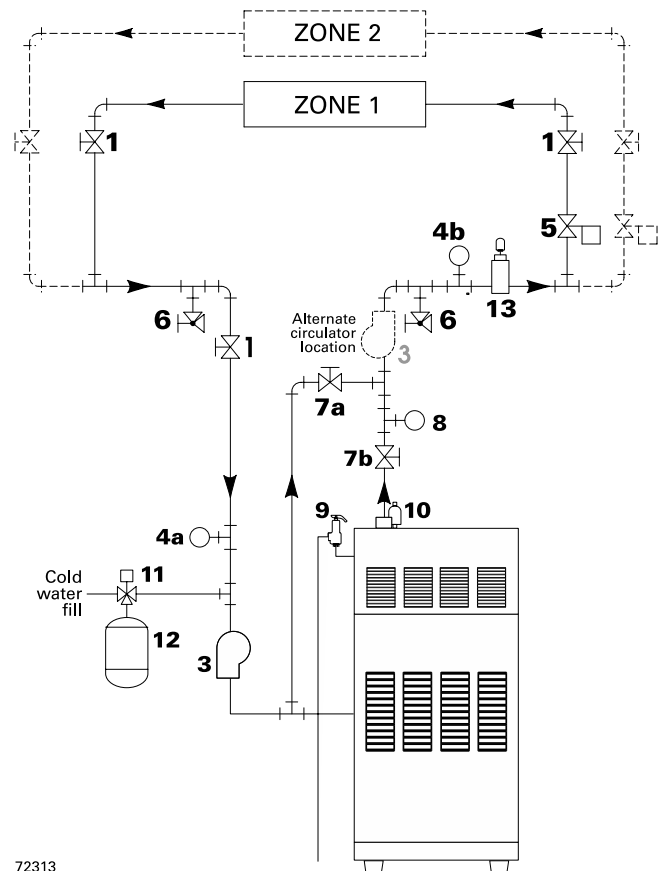 ZONE 2
ZONE 1
1
1
5
4b
6
Alternate
circulator
location
3
6
13
1
7a
8
7b
9
10
4a
11
Cold
water
fill
12
3
72313